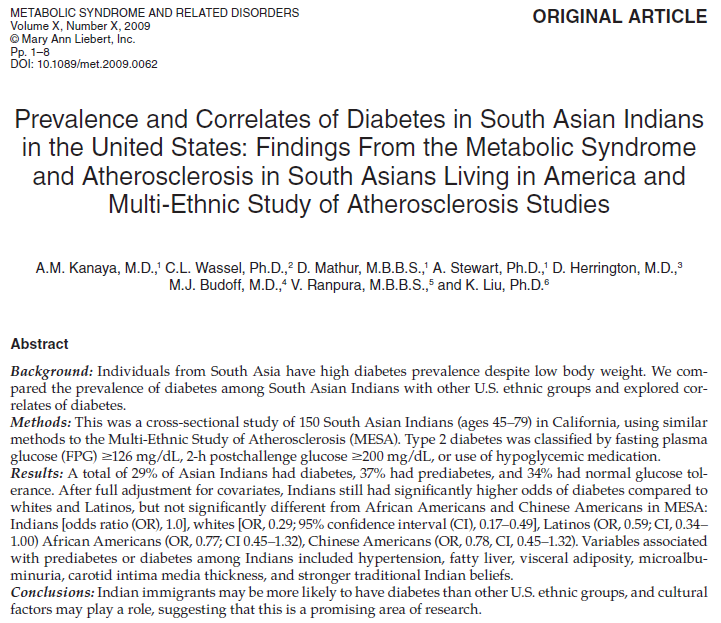 METABOLIC SYNDROME AND RELATED DISORDERS
Volume X, Number X, 2009
© Mary Ann Liebert, Inc.
Pp. 1–8
DOI: 10.1089/met.2009.0062
ORIGINAL ARTICLE
Prevalence and Correlates of Diabetes in South Asian Indians
in the United States: Findings From the Metabolic Syndrome
and Atherosclerosis in South Asians Living in America and
Multi-Ethnic Study of Atherosclerosis Studies
A.M. Kanaya, M.D.,¹ C.L. Wassel, Ph.D.,² D. Mathur, M.B.B.S.,¹ A. Stewart, Ph.D.,¹ D. Herrington, M.D.,³
M.J. Budoff, M.D.,⁴ V. Ranpura, M.B.B.S.,⁵ and K. Liu, Ph.D.⁶
Abstract
Background: Individuals from South Asia have high diabetes prevalence despite low body weight. We com-
pared the prevalence of diabetes among South Asian Indians with other U.S. ethnic groups and explored cor-
relates of diabetes.
Methods: This was a cross-sectional study of 150 South Asian Indians (ages 45–79) in California, using similar
methods to the Multi-Ethnic Study of Atherosclerosis (MESA). Type 2 diabetes was classified by fasting plasma
glucose (FPG) ≥126 mg/dL, 2-h postchallenge glucose ≥200 mg/dL, or use of hypoglycemic medication.
Results: A total of 29% of Asian Indians had diabetes, 37% had prediabetes, and 34% had normal glucose tol-
erance. After full adjustment for covariates, Indians still had significantly higher odds of diabetes compared to
whites and Latinos, but not significantly different from African Americans and Chinese Americans in MESA:
Indians [odds ratio (OR), 1.0], whites [OR, 0.29; 95% confidence interval (CI), 0.17–0.49], Latinos (OR, 0.59; CI, 0.34–
1.00) African Americans (OR, 0.77; CI 0.45–1.32), Chinese Americans (OR, 0.78, CI, 0.45–1.32). Variables associated
with prediabetes or diabetes among Indians included hypertension, fatty liver, visceral adiposity, microalbu-
minuria, carotid intima media thickness, and stronger traditional Indian beliefs.
Conclusions: Indian immigrants may be more likely to have diabetes than other U.S. ethnic groups, and cultural
factors may play a role, suggesting that this is a promising area of research.